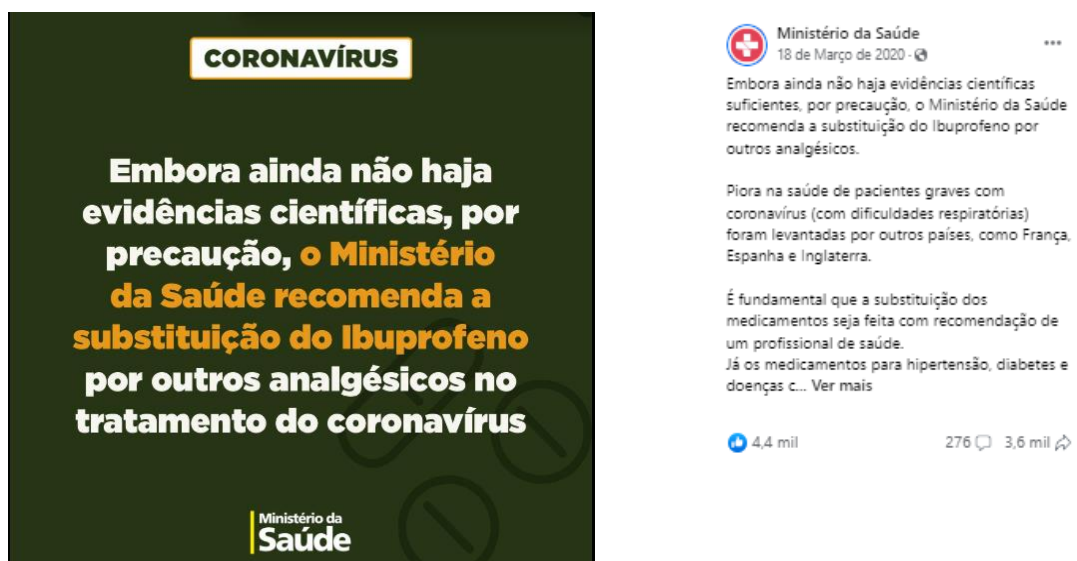 CORONAVÍRUS
Embora ainda não haja
evidências científicas, por
precaução, o Ministério
da Saúde recomenda a
substituição do Ibuprofeno
por outros analgésicos no
tratamento do coronavírus
Ministério da
Saúde
Ministério da Saúde
18 de Março de 2020 ·
Embora ainda não haja evidências científicas
suficientes, por precaução, o Ministério da Saúde
recomenda a substituição do Ibuprofeno por
outros analgésicos.
Piora na saúde de pacientes graves com
coronavírus (com dificuldades respiratórias)
foram levantadas por outros países, como França,
Espanha e Inglaterra.
É fundamental que a substituição dos
medicamentos seja feita com recomendação de
um profissional de saúde.
Já os medicamentos para hipertensão, diabetes e
doenças c... Ver mais
4,4 mil 276 3,6 mil